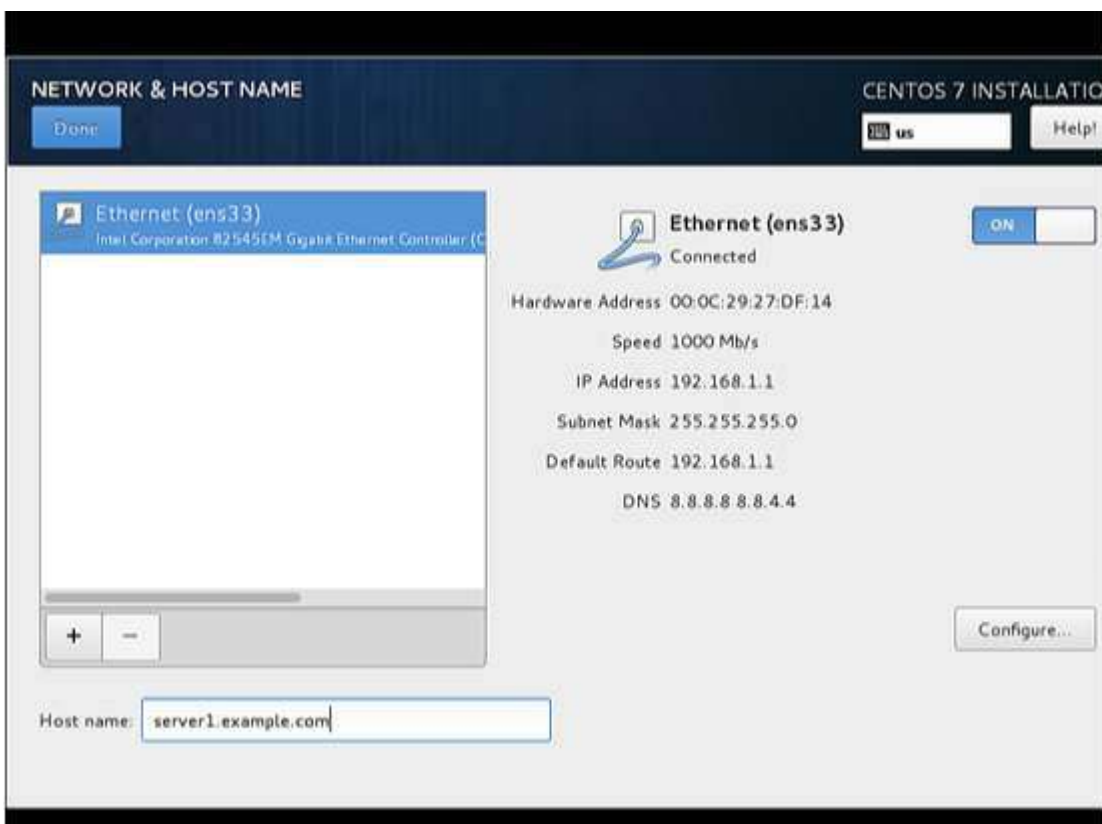 NETWORK & HOST NAME
CENTOS 7 INSTALLATIO
Done
us
Help!
Ethernet (ens33)
Intel Corporation 82545EM Gigabit Ethernet Controller (C
Ethernet (ens33)
Connected
ON
Hardware Address 00:0C:29:27:DF:14
Speed 1000 Mb/s
IP Address 192.168.1.1
Subnet Mask 255.255.255.0
Default Route 192.168.1.1
DNS 8.8.8.8 8.8.4.4
+ −
Configure...
Host name: server1.example.com